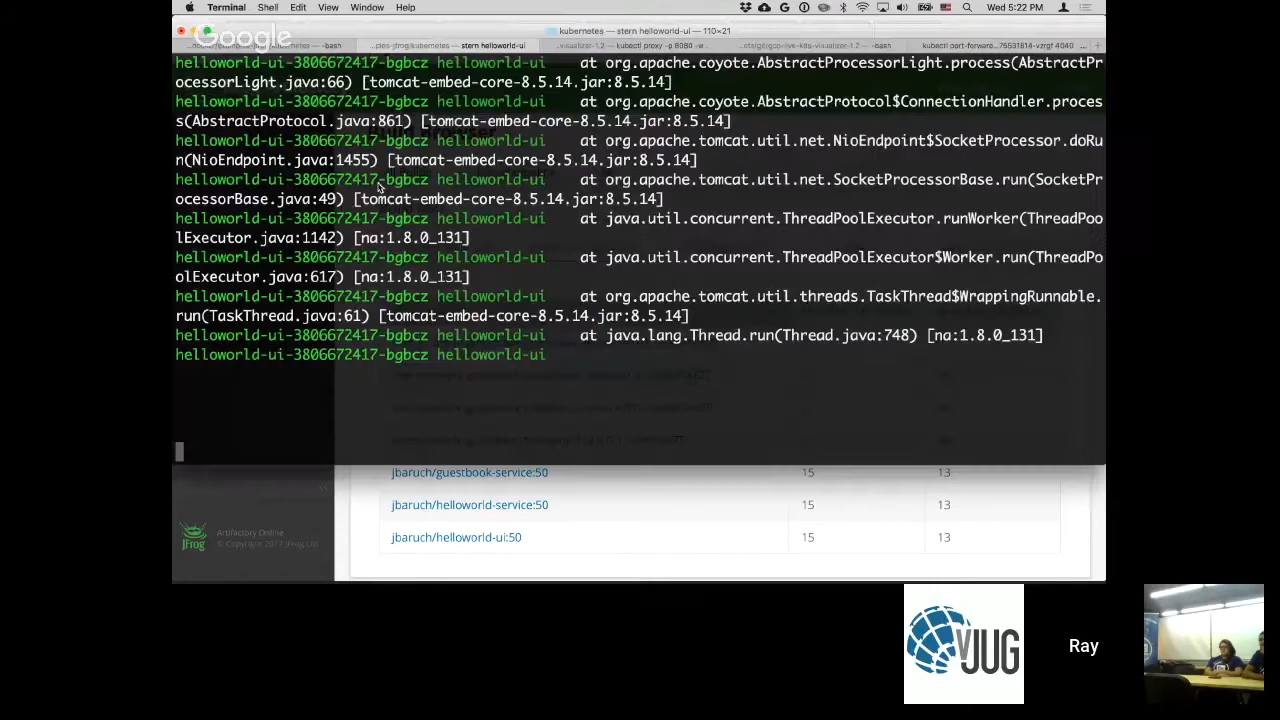 Terminal Shell Edit View Window Help Wed 5:22 PM
Google
kubernetes — stern helloworld-ui — 110×21
stern helloworld-ui
kubectl proxy -p 8080
helloworld-ui-3806672417-bgbcz helloworld-ui at org.apache.coyote.AbstractProcessorLight.process(AbstractPr
ocessorLight.java:66) [tomcat-embed-core-8.5.14.jar:8.5.14]
helloworld-ui-3806672417-bgbcz helloworld-ui at org.apache.coyote.AbstractProtocol$ConnectionHandler.proces
s(AbstractProtocol.java:861) [tomcat-embed-core-8.5.14.jar:8.5.14]
helloworld-ui-3806672417-bgbcz helloworld-ui at org.apache.tomcat.util.net.NioEndpoint$SocketProcessor.doRu
n(NioEndpoint.java:1455) [tomcat-embed-core-8.5.14.jar:8.5.14]
helloworld-ui-3806672417-bgbcz helloworld-ui at org.apache.tomcat.util.net.SocketProcessorBase.run(SocketPr
ocessorBase.java:49) [tomcat-embed-core-8.5.14.jar:8.5.14]
helloworld-ui-3806672417-bgbcz helloworld-ui at java.util.concurrent.ThreadPoolExecutor.runWorker(ThreadPoo
lExecutor.java:1142) [na:1.8.0_131]
helloworld-ui-3806672417-bgbcz helloworld-ui at java.util.concurrent.ThreadPoolExecutor$Worker.run(ThreadPo
olExecutor.java:617) [na:1.8.0_131]
helloworld-ui-3806672417-bgbcz helloworld-ui at org.apache.tomcat.util.threads.TaskThread$WrappingRunnable.
run(TaskThread.java:61) [tomcat-embed-core-8.5.14.jar:8.5.14]
helloworld-ui-3806672417-bgbcz helloworld-ui at java.lang.Thread.run(Thread.java:748) [na:1.8.0_131]
helloworld-ui-3806672417-bgbcz helloworld-ui
jbaruch/guestbook-service:50 15 13
jbaruch/helloworld-service:50 15 13
jbaruch/helloworld-ui:50 15 13
JFrog
Artifactory Online
© Copyright 2017 JFrog Ltd
vJUG
Ray